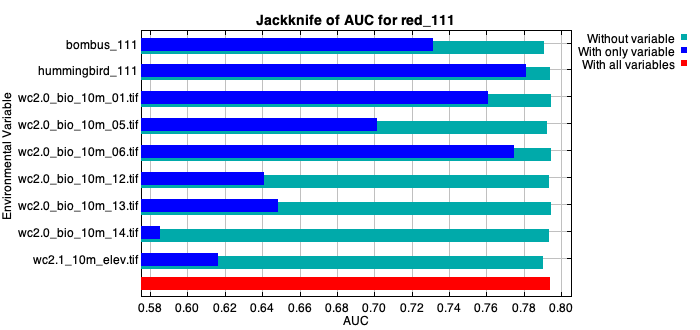 Jackknife of AUC for red_111
Without variable
With only variable
With all variables
Environmental Variable
bombus_111
hummingbird_111
wc2.0_bio_10m_01.tif
wc2.0_bio_10m_05.tif
wc2.0_bio_10m_06.tif
wc2.0_bio_10m_12.tif
wc2.0_bio_10m_13.tif
wc2.0_bio_10m_14.tif
wc2.1_10m_elev.tif
0.58 0.60 0.62 0.64 0.66 0.68 0.70 0.72 0.74 0.76 0.78 0.80
AUC